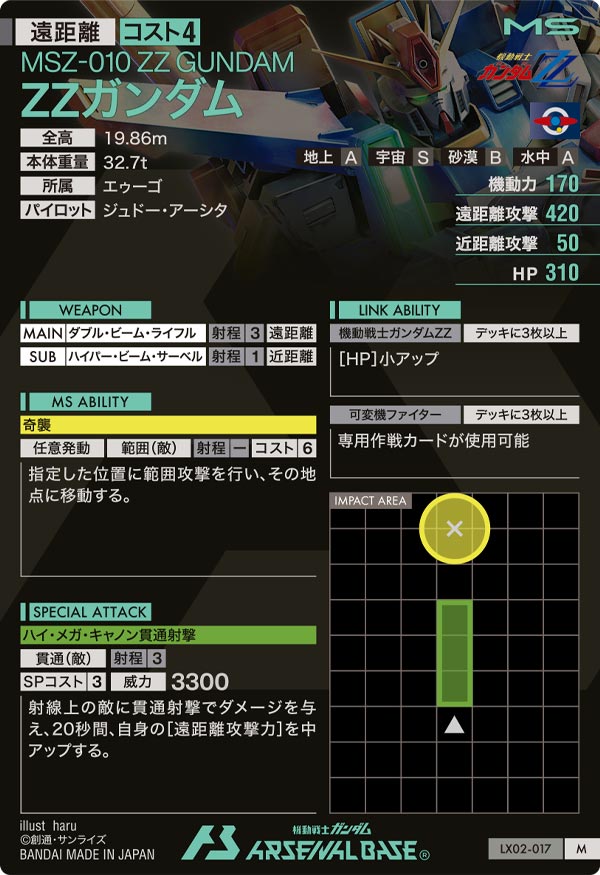 遠距離 コスト4
MS
MSZ-010 ZZ GUNDAM
ZZガンダム
機動戦士
ガンダムZZ
全高 19.86m
本体重量 32.7t
所属 エゥーゴ
パイロット ジュドー・アーシタ
地上 A 宇宙 S 砂漠 B 水中 A
機動力 170
遠距離攻撃 420
近距離攻撃 50
HP 310
WEAPON
MAIN ダブル・ビーム・ライフル 射程 3 遠距離
SUB ハイパー・ビーム・サーベル 射程 1 近距離
MS ABILITY
奇襲
任意発動 範囲(敵) 射程 ー コスト 6
指定した位置に範囲攻撃を行い、その地
点に移動する。
SPECIAL ATTACK
ハイ・メガ・キャノン貫通射撃
貫通(敵) 射程 3
SPコスト 3 威力 3300
射線上の敵に貫通射撃でダメージを与
え、20秒間、自身の[遠距離攻撃力]を中
アップする。
LINK ABILITY
機動戦士ガンダムZZ デッキに3枚以上
[HP]小アップ
可変機ファイター デッキに3枚以上
専用作戦カードが使用可能
IMPACT AREA
illust haru
©創通・サンライズ
BANDAI MADE IN JAPAN
機動戦士ガンダム
ARSENAL BASE®
LX02-017 M